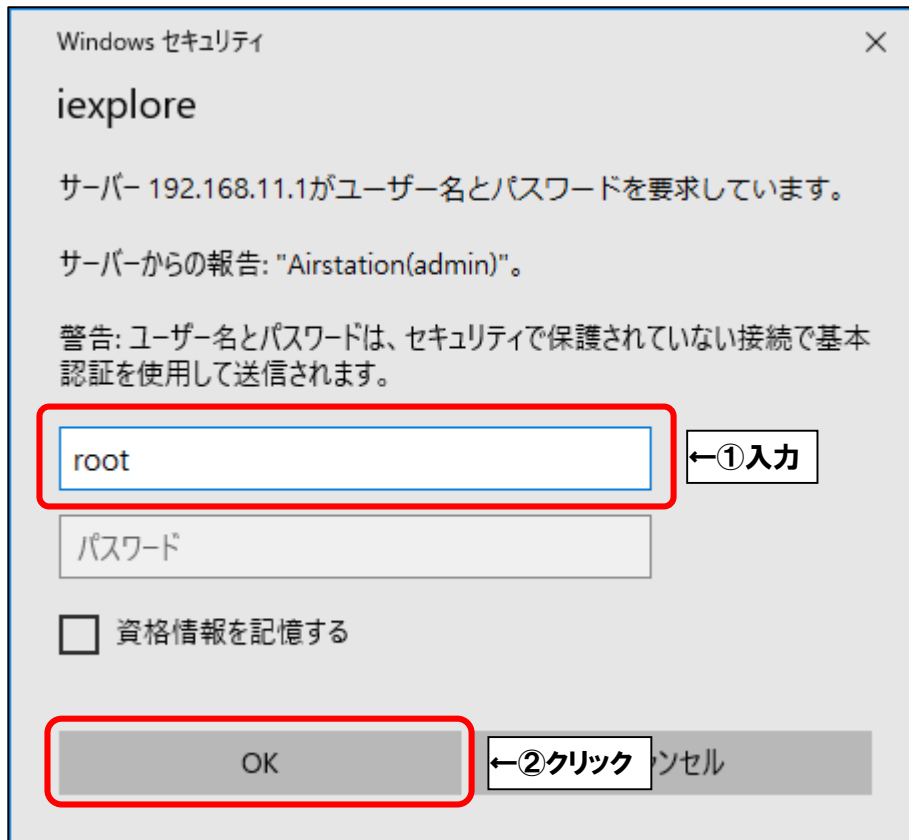 Windows セキュリティ
iexplore
サーバー 192.168.11.1がユーザー名とパスワードを要求しています。
サーバーからの報告: "Airstation(admin)"。
警告: ユーザー名とパスワードは、セキュリティで保護されていない接続で基本
認証を使用して送信されます。
root
←①入力
パスワード
資格情報を記憶する
OK
←②クリック
ンセル